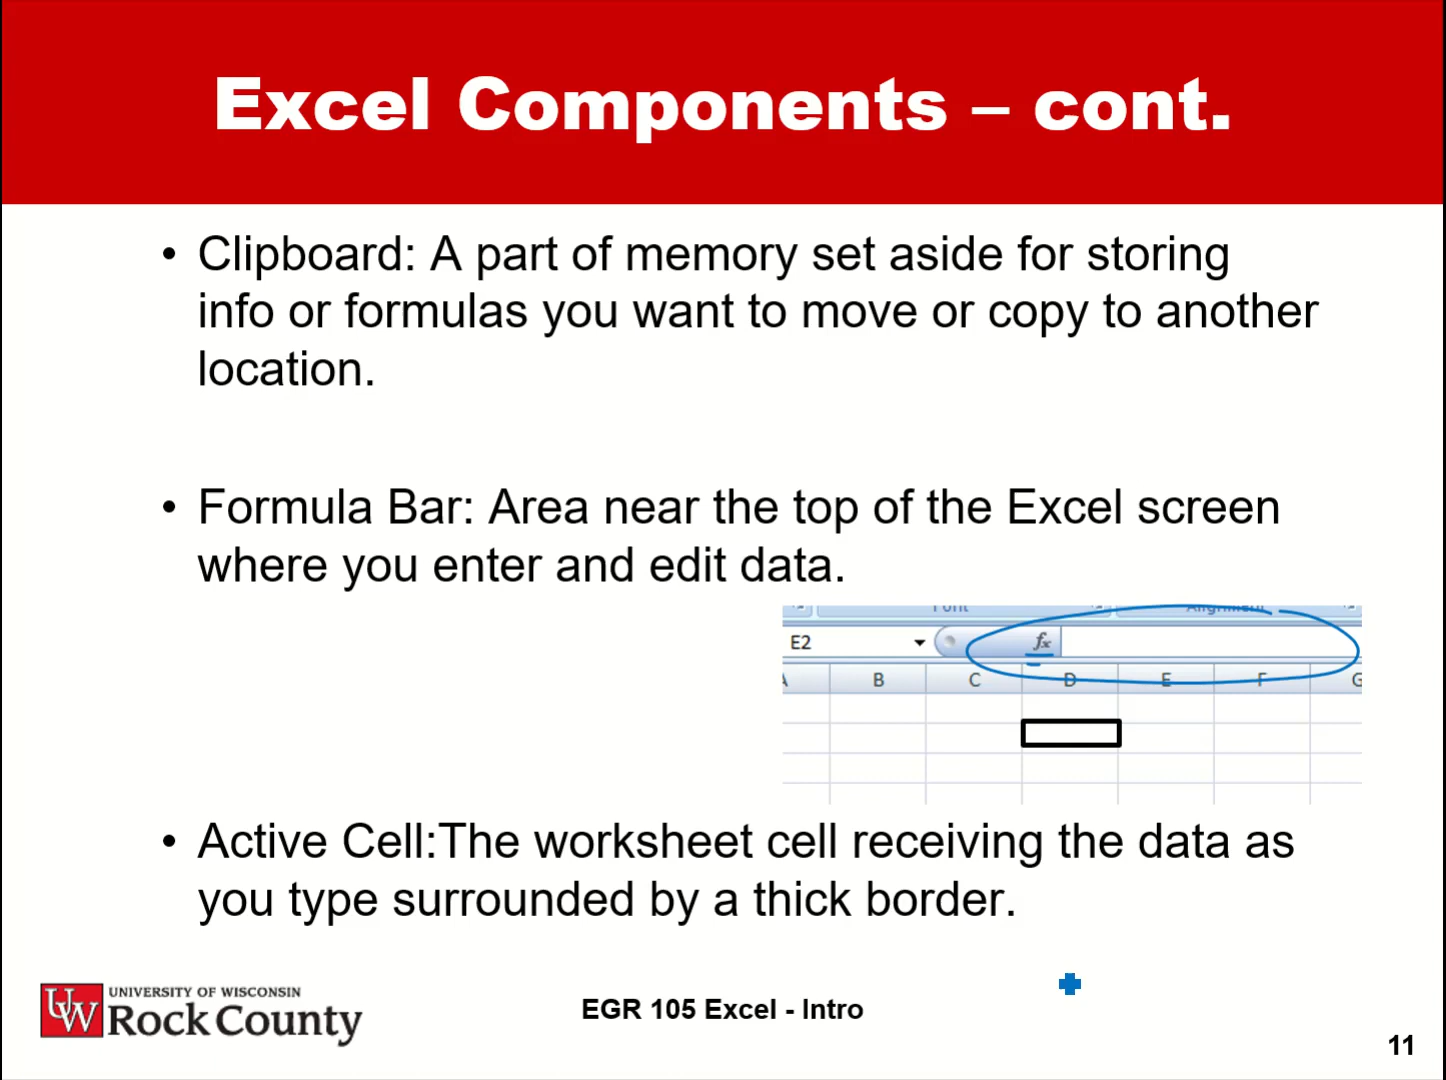 Excel Components – cont.
• Clipboard: A part of memory set aside for storing
info or formulas you want to move or copy to another
location.
• Formula Bar: Area near the top of the Excel screen
where you enter and edit data.
Font Alignment
E2 fx
A B C D E F G
• Active Cell:The worksheet cell receiving the data as
you type surrounded by a thick border.
UW
UNIVERSITY OF WISCONSIN
Rock County
EGR 105 Excel - Intro
11